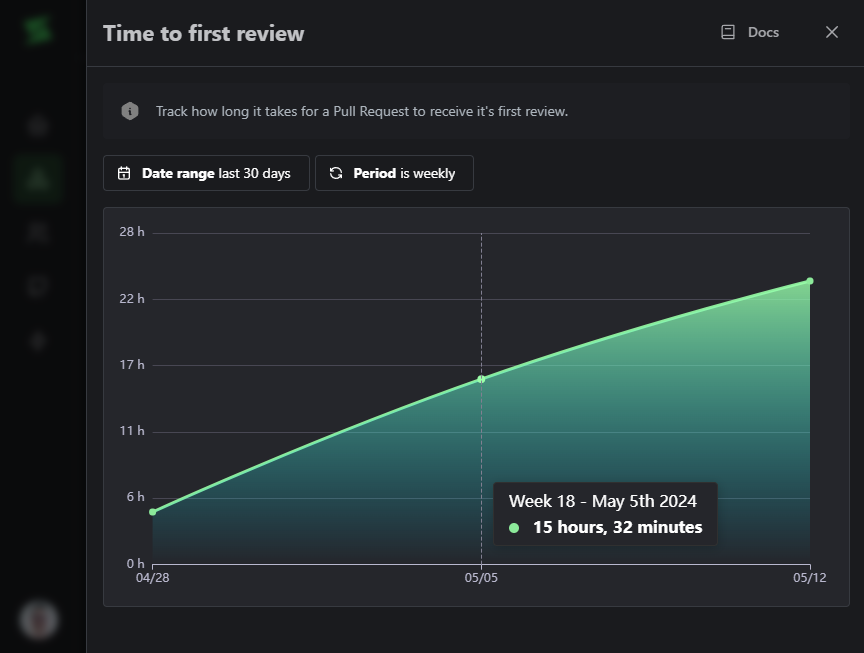 Time to first review
Docs
Track how long it takes for a Pull Request to receive it's first review.
Date range last 30 days
Period is weekly
28 h
22 h
17 h
11 h
6 h
0 h
Week 18 - May 5th 2024
15 hours, 32 minutes
04/28
05/05
05/12